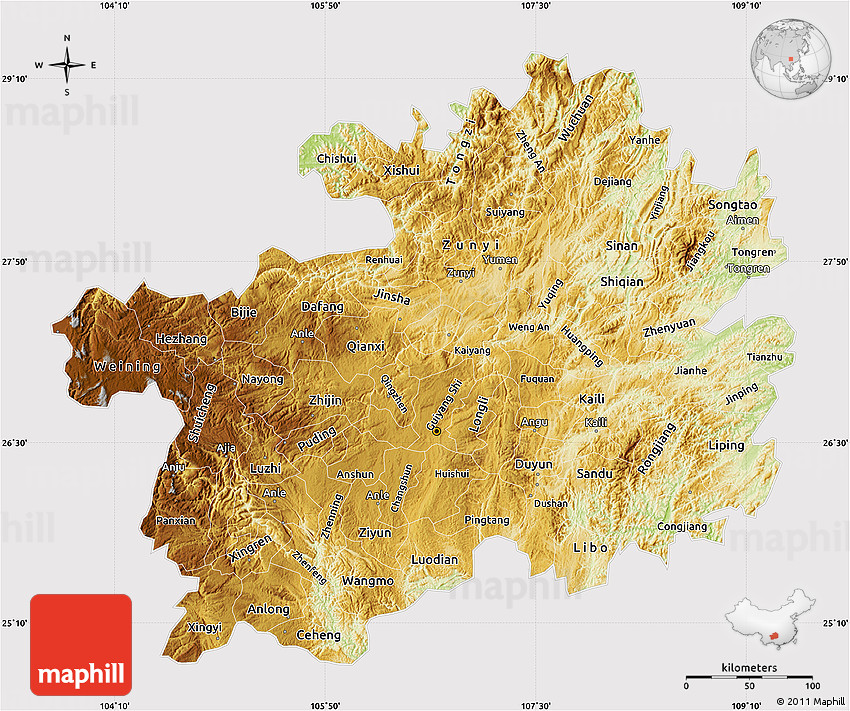 104°10'
105°50'
107°30'
109°10'
N
W E
S
29°10'
29°10'
maphill
Wuchuan
Tongzi
Zheng An
Yanhe
Chishui
Xishui
Dejiang
Yinjiang
Songtao
Aimen
Suiyang
Zunyi
Sinan
Jiangkou
Tongren
Tongren
27°50'
27°50'
Renhuai
Yumen
Zunyi
Shiqian
Jinsha
Yuqing
Bijie
Dafang
Anle
Hezhang
Weng An
Zhenyuan
Huangping
Qianxi
Kaiyang
Tianzhu
Weining
Nayong
Qingzhen
Guiyang Shi
Fuquan
Jianhe
Jinping
Shuicheng
Zhijin
Longli
Kaili
Kaili
Angu
Puding
Rongjiang
Liping
26°30'
26°30'
Ajia
Anju
Luzhi
Anshun
Changshun
Huishui
Duyun
Sandu
Anle
Anle
Dushan
Panxian
Zhenning
Ziyun
Pingtang
Congjiang
Xingren
Zhenfeng
Luodian
Libo
Wangmo
Anlong
Xingyi
Ceheng
25°10'
25°10'
maphill
kilometers
0 50 100
104°10'
105°50'
107°30'
109°10'
© 2011 Maphill